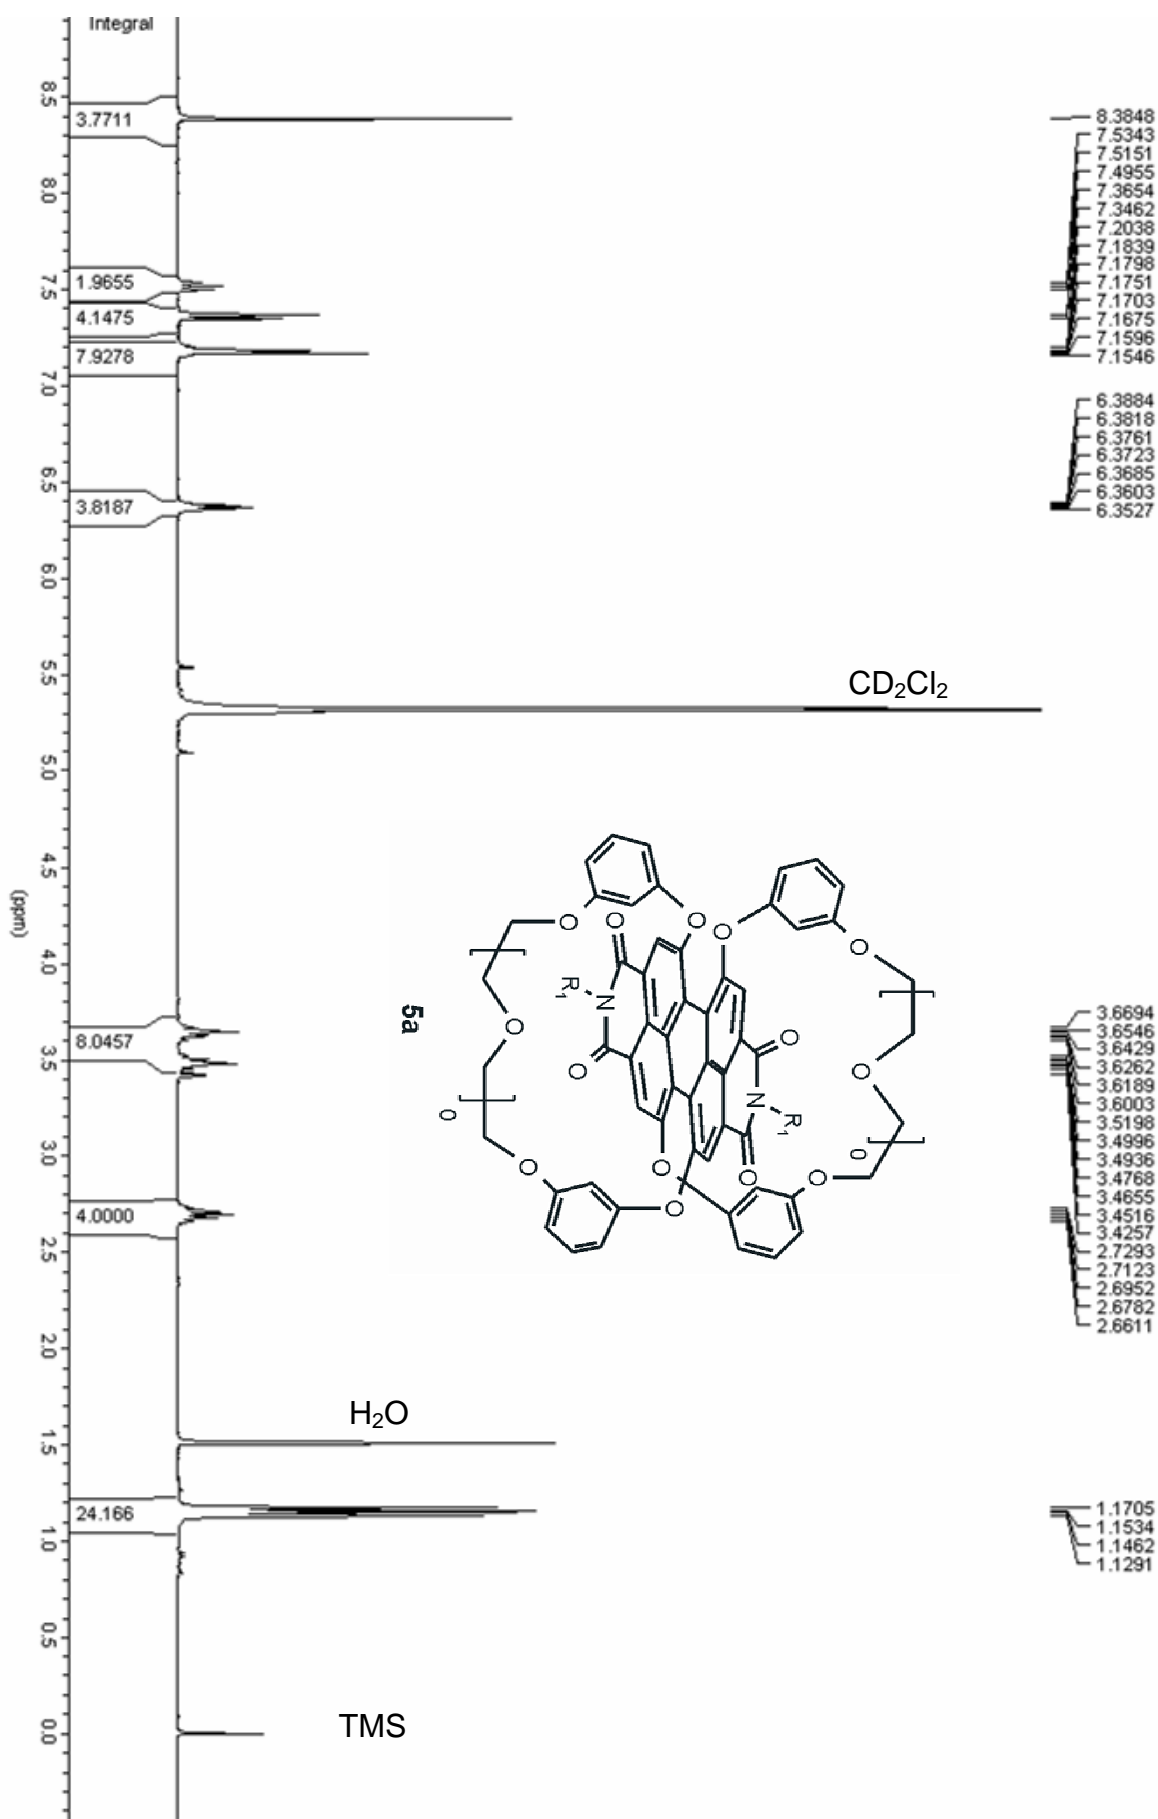 Integral
8.5
3.7711
8.0
7.5
1.9655
4.1475
7.9278
7.0
6.5
3.8187
6.0
5.5
5.0
4.5
(ppm)
4.0
8.0457
3.5
3.0
4.0000
2.5
2.0
1.5
24.166
1.0
0.5
0.0
CD2Cl2
H2O
TMS
5a
O
O
O
O
O
O
O
O
O
O
O
O
O
O
N
R1
N
R1
0
0
8.3848
7.5343
7.5151
7.4955
7.3654
7.3462
7.2038
7.1839
7.1798
7.1751
7.1703
7.1675
7.1596
7.1546
6.3884
6.3818
6.3761
6.3723
6.3685
6.3603
6.3527
3.6694
3.6546
3.6429
3.6262
3.6189
3.6003
3.5198
3.4996
3.4936
3.4768
3.4655
3.4516
3.4257
2.7293
2.7123
2.6952
2.6782
2.6611
1.1705
1.1534
1.1462
1.1291